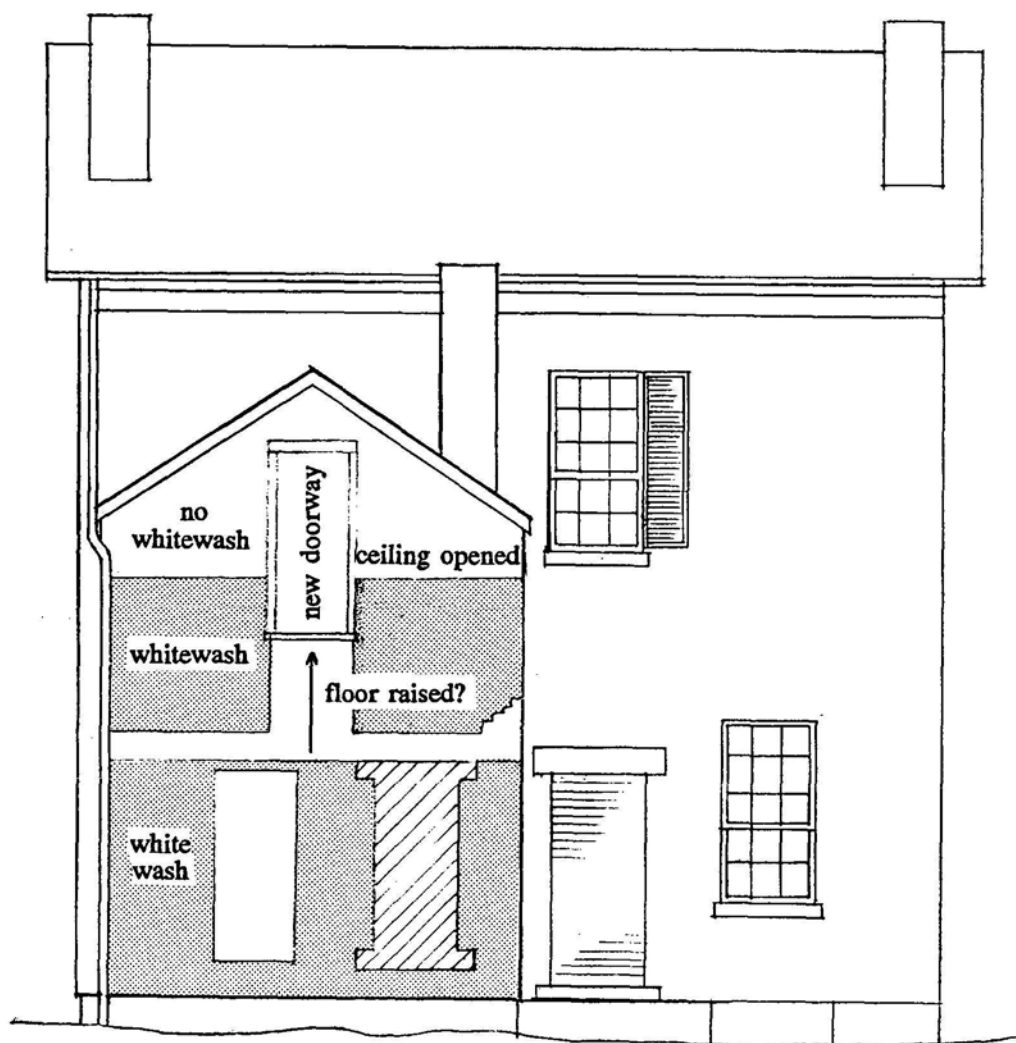 no
whitewash
new doorway
ceiling opened
whitewash
floor raised?
white
wash